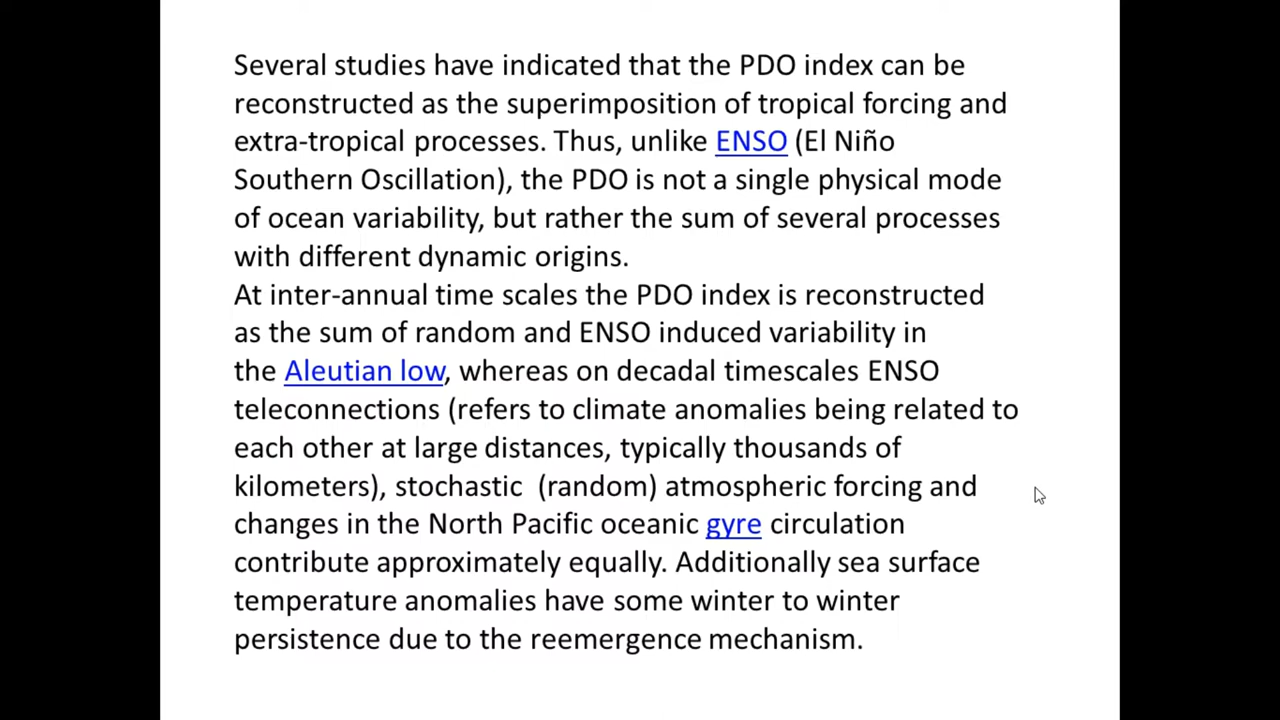 Several studies have indicated that the PDO index can be
reconstructed as the superimposition of tropical forcing and
extra-tropical processes. Thus, unlike ENSO (El Niño
Southern Oscillation), the PDO is not a single physical mode
of ocean variability, but rather the sum of several processes
with different dynamic origins.
At inter-annual time scales the PDO index is reconstructed
as the sum of random and ENSO induced variability in
the Aleutian low, whereas on decadal timescales ENSO
teleconnections (refers to climate anomalies being related to
each other at large distances, typically thousands of
kilometers), stochastic  (random) atmospheric forcing and
changes in the North Pacific oceanic gyre circulation
contribute approximately equally. Additionally sea surface
temperature anomalies have some winter to winter
persistence due to the reemergence mechanism.